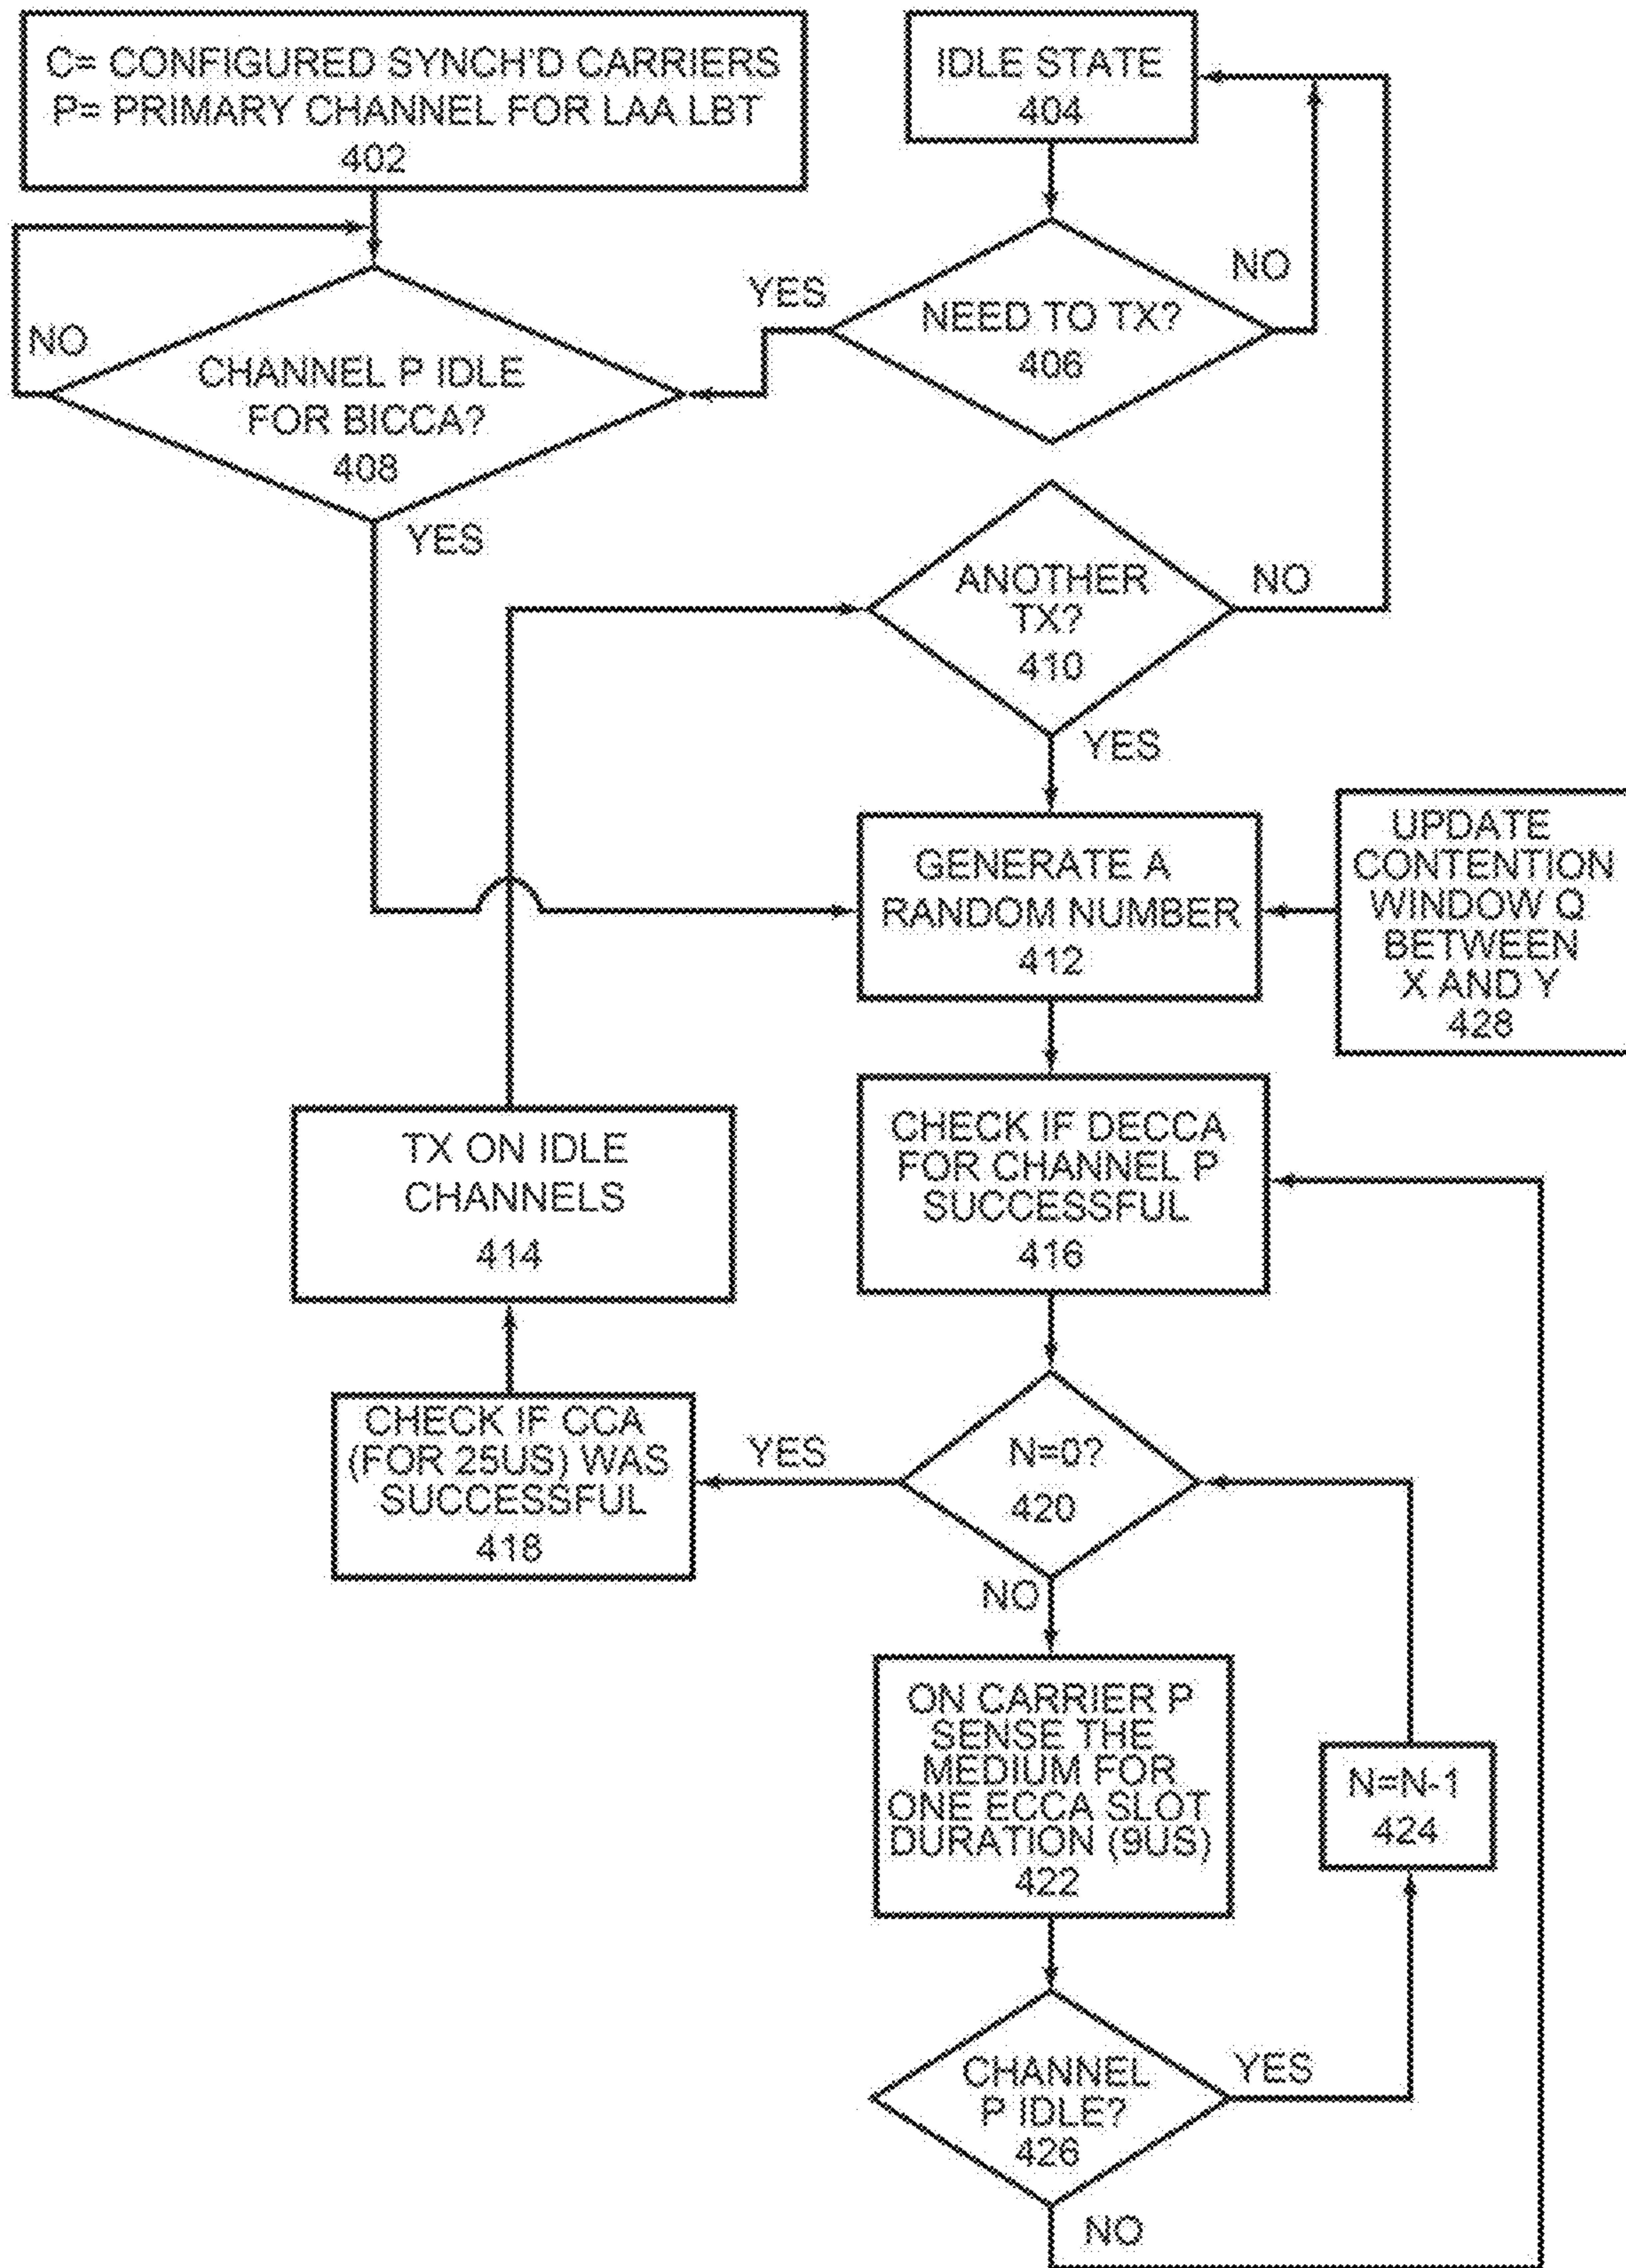 C= CONFIGURED SYNCH'D CARRIERS
P= PRIMARY CHANNEL FOR LAA LBT
402
IDLE STATE
404
NEED TO TX?
406
YES
NO
CHANNEL P IDLE
FOR BICCA?
408
NO
YES
ANOTHER
TX?
410
NO
YES
GENERATE A
RANDOM NUMBER
412
UPDATE
CONTENTION
WINDOW Q
BETWEEN
X AND Y
428
TX ON IDLE
CHANNELS
414
CHECK IF DECCA
FOR CHANNEL P
SUCCESSFUL
416
CHECK IF CCA
(FOR 25US) WAS
SUCCESSFUL
418
YES
N=0?
420
NO
ON CARRIER P
SENSE THE
MEDIUM FOR
ONE ECCA SLOT
DURATION (9US)
422
N=N-1
424
CHANNEL
P IDLE?
426
YES
NO